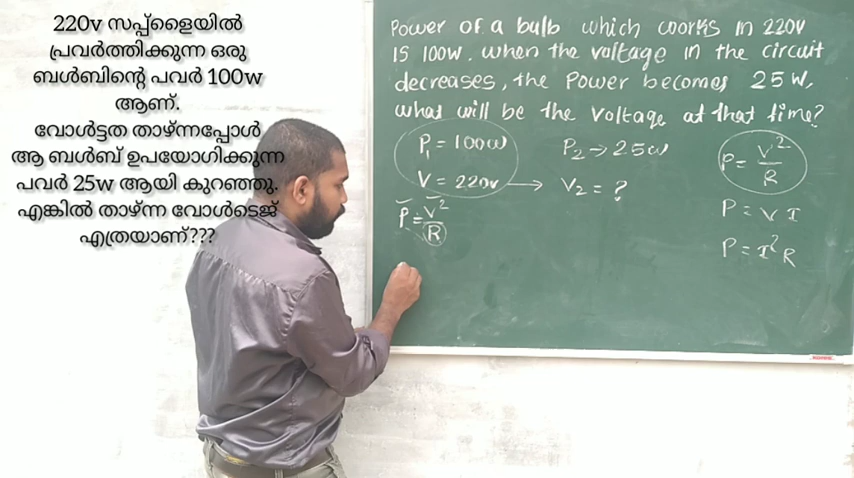 220v സപ്പ്ളൈയിൽ
പ്രവർത്തിക്കുന്ന ഒരു
ബൾബിന്റെ പവർ 100w
ആണ്.
വോൾട്ടത താഴ്ന്നപ്പോൾ
ആ ബൾബ് ഉപയോഗിക്കുന്ന
പവർ 25w ആയി കുറഞ്ഞു.
എങ്കിൽ താഴ്ന്ന വോൾടെജ്
എത്രയാണ്???
Power of a bulb which works in 220V
is 100W. When the voltage in the circuit
decreases, the Power becomes 25W,
what will be the Voltage at that time?
P₁ = 100W P₂ → 25W P = V²/R
V = 220V → V₂ = ? P = V I
P = V²/R P = I²R